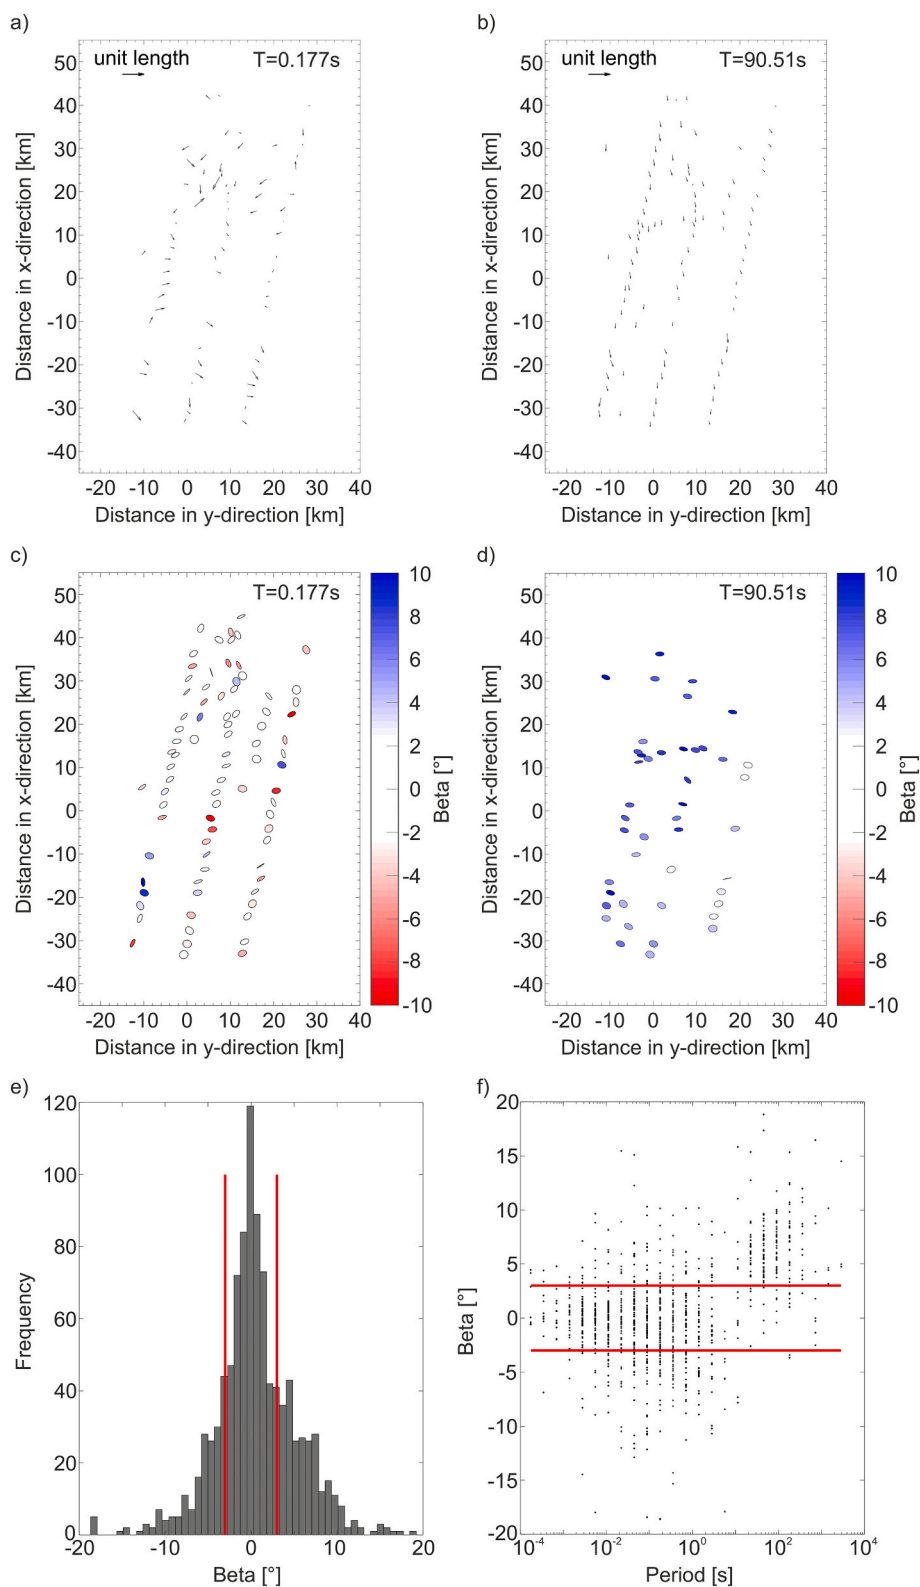 a)
unit length
T=0.177s
50
40
30
20
10
0
-10
-20
-30
-40
Distance in x-direction [km]
-20 -10 0 10 20 30 40
Distance in y-direction [km]
b)
unit length
T=90.51s
50
40
30
20
10
0
-10
-20
-30
-40
Distance in x-direction [km]
-20 -10 0 10 20 30 40
Distance in y-direction [km]
c)
T=0.177s
50
40
30
20
10
0
-10
-20
-30
-40
Distance in x-direction [km]
-20 -10 0 10 20 30 40
Distance in y-direction [km]
10
8
6
4
2
0
-2
-4
-6
-8
-10
Beta [°]
d)
T=90.51s
50
40
30
20
10
0
-10
-20
-30
-40
Distance in x-direction [km]
-20 -10 0 10 20 30 40
Distance in y-direction [km]
10
8
6
4
2
0
-2
-4
-6
-8
-10
Beta [°]
e)
120
100
80
60
40
20
0
Frequency
-20 -10 0 10 20
Beta [°]
f)
20
15
10
5
0
-5
-10
-15
-20
Beta [°]
10⁻⁴ 10⁻² 10⁰ 10² 10⁴
Period [s]